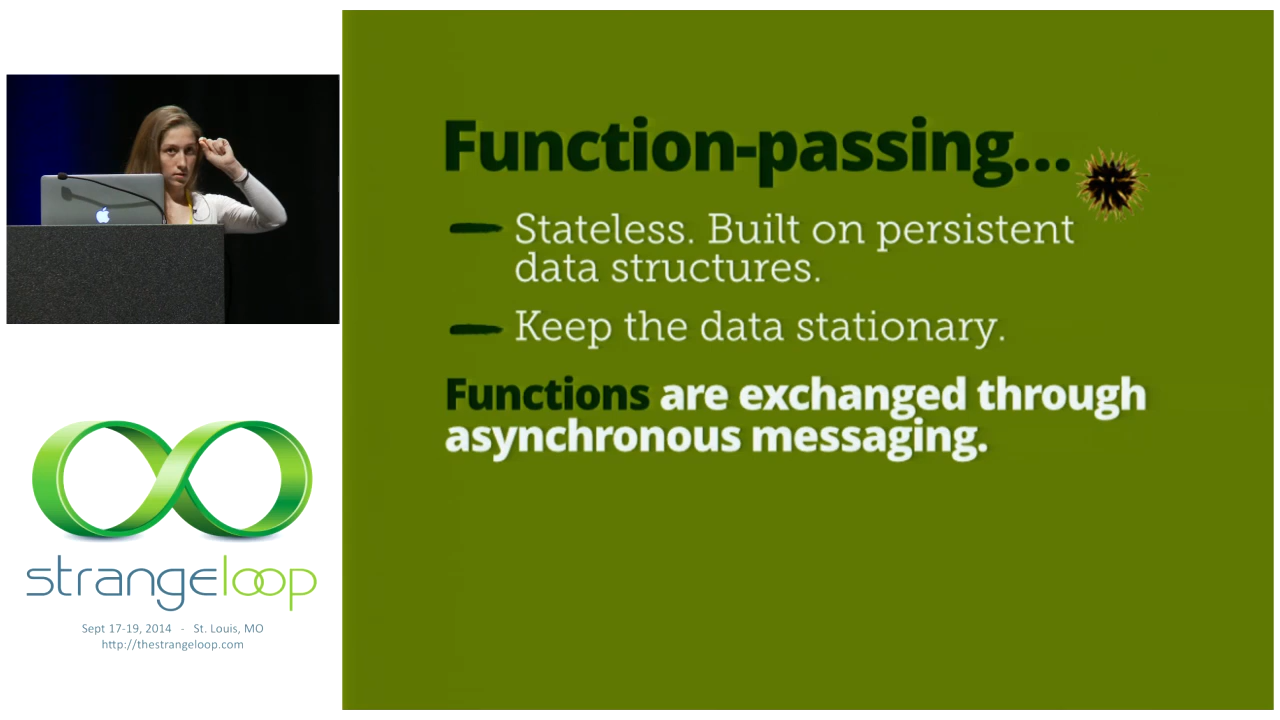 Function-passing...
Stateless. Built on persistent
data structures.
Keep the data stationary.
Functions are exchanged through
asynchronous messaging.
strangeloop
Sept 17-19, 2014 - St. Louis, MO
http://thestrangeloop.com